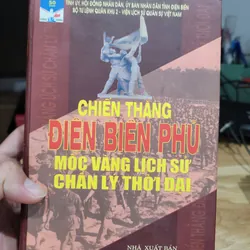 50
TỈNH ỦY, HỘI ĐỒNG NHÂN DÂN, ỦY BAN NHÂN DÂN TỈNH ĐIỆN BIÊN
BỘ TƯ LỆNH QUÂN KHU 2 - VIỆN LỊCH SỬ QUÂN SỰ VIỆT NAM
CHIẾN THẮNG
ĐIỆN BIÊN PHỦ
MỐC VÀNG LỊCH SỬ
CHÂN LÝ THỜI ĐẠI
NHÀ XUẤT BẢN